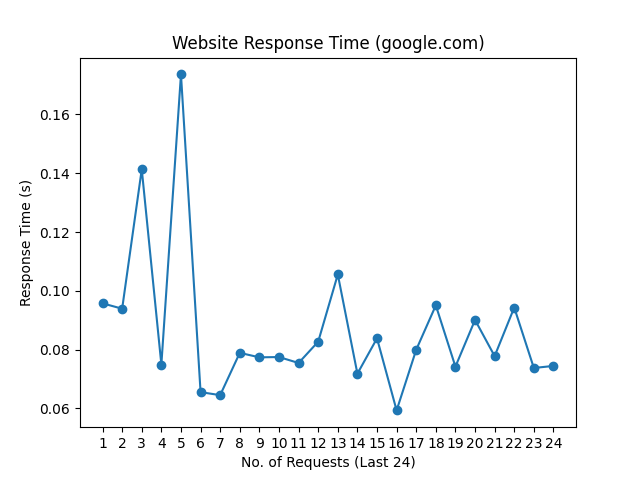 Website Response Time (google.com)
Response Time (s)
0.16
0.14
0.12
0.10
0.08
0.06
1 2 3 4 5 6 7 8 9 10 11 12 13 14 15 16 17 18 19 20 21 22 23 24
No. of Requests (Last 24)